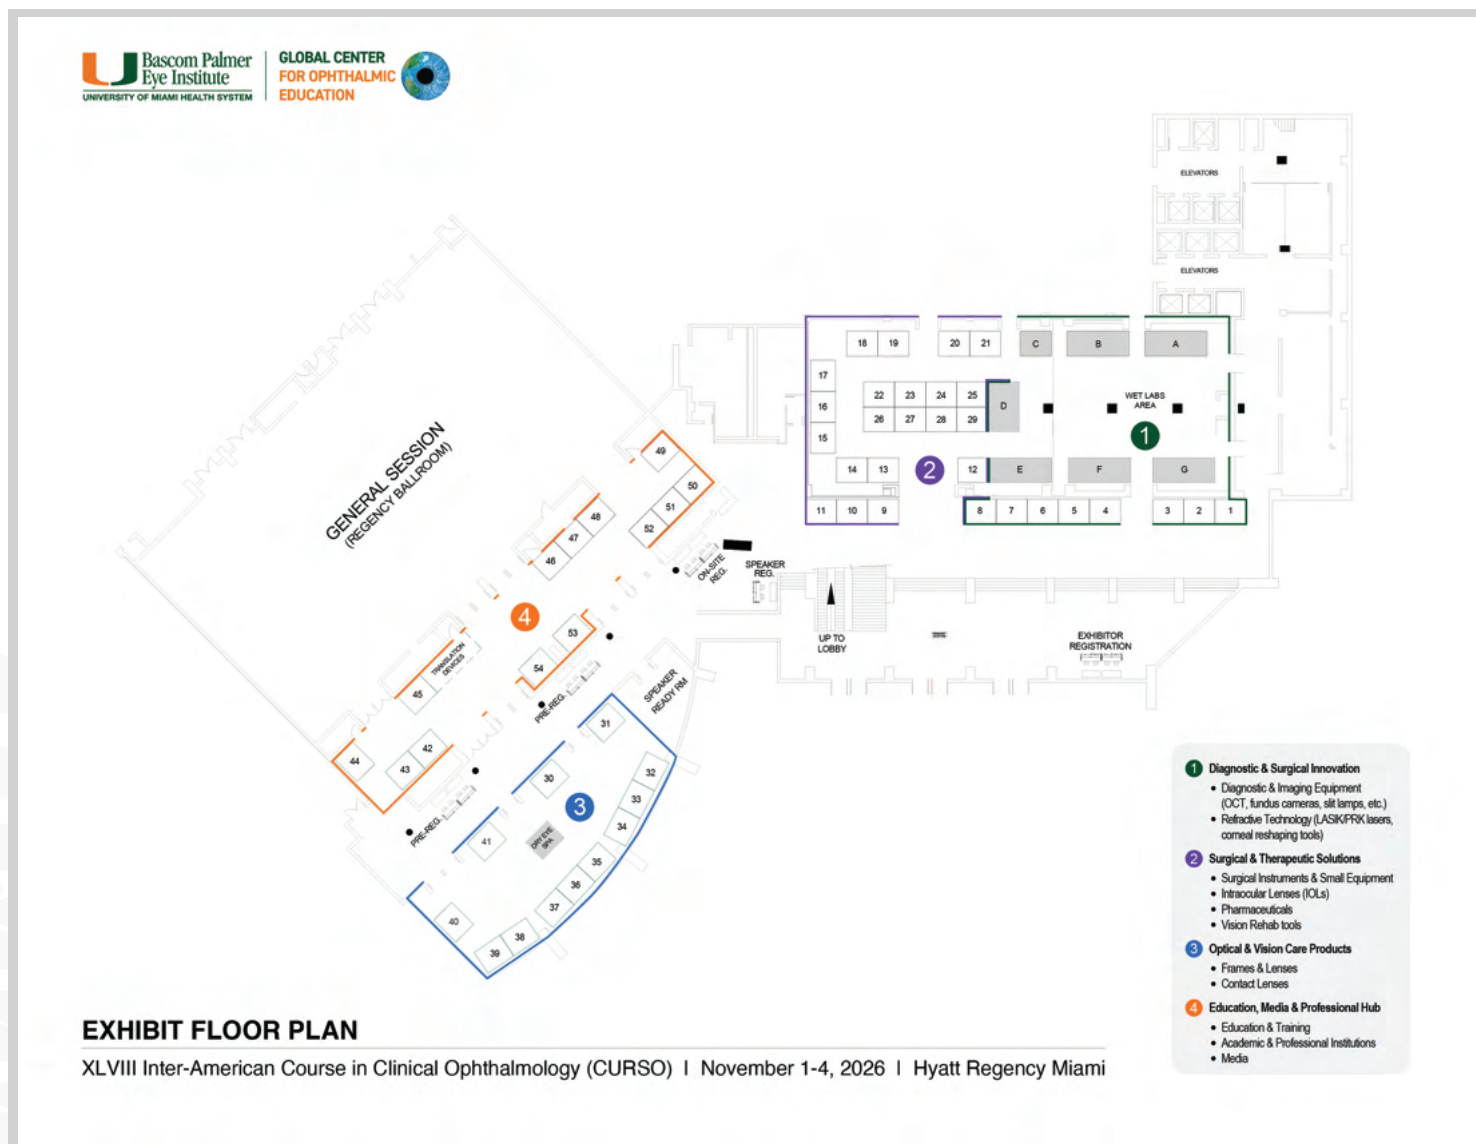 Bascom Palmer
Eye Institute
UNIVERSITY OF MIAMI HEALTH SYSTEM
GLOBAL CENTER
FOR OPHTHALMIC
EDUCATION
ELEVATORS
ELEVATORS
18
19
20
21
C
B
A
17
16
15
22
23
24
25
26
27
28
29
D
WET LABS
AREA
1
14
13
2
12
E
F
G
11
10
9
8
7
6
5
4
3
2
1
GENERAL SESSION
(REGENCY BALLROOM)
49
50
51
52
48
47
46
ON-SITE
REG.
SPEAKER
REG.
UP TO
LOBBY
EXHIBITOR
REGISTRATION
4
53
54
TRANSLATION
DEVICES
45
PRE-REG.
SPEAKER
READY RM
44
43
42
PRE-REG.
31
30
3
41
DRY EYE
SPA
32
33
34
35
36
37
38
39
40
1 Diagnostic & Surgical Innovation
• Diagnostic & Imaging Equipment
(OCT, fundus cameras, slit lamps, etc.)
• Refractive Technology (LASIK/PRK lasers,
corneal reshaping tools)
2 Surgical & Therapeutic Solutions
• Surgical Instruments & Small Equipment
• Intraocular Lenses (IOLs)
• Pharmaceuticals
• Vision Rehab tools
3 Optical & Vision Care Products
• Frames & Lenses
• Contact Lenses
4 Education, Media & Professional Hub
• Education & Training
• Academic & Professional Institutions
• Media
EXHIBIT FLOOR PLAN
XLVIII Inter-American Course in Clinical Ophthalmology (CURSO) | November 1-4, 2026 | Hyatt Regency Miami